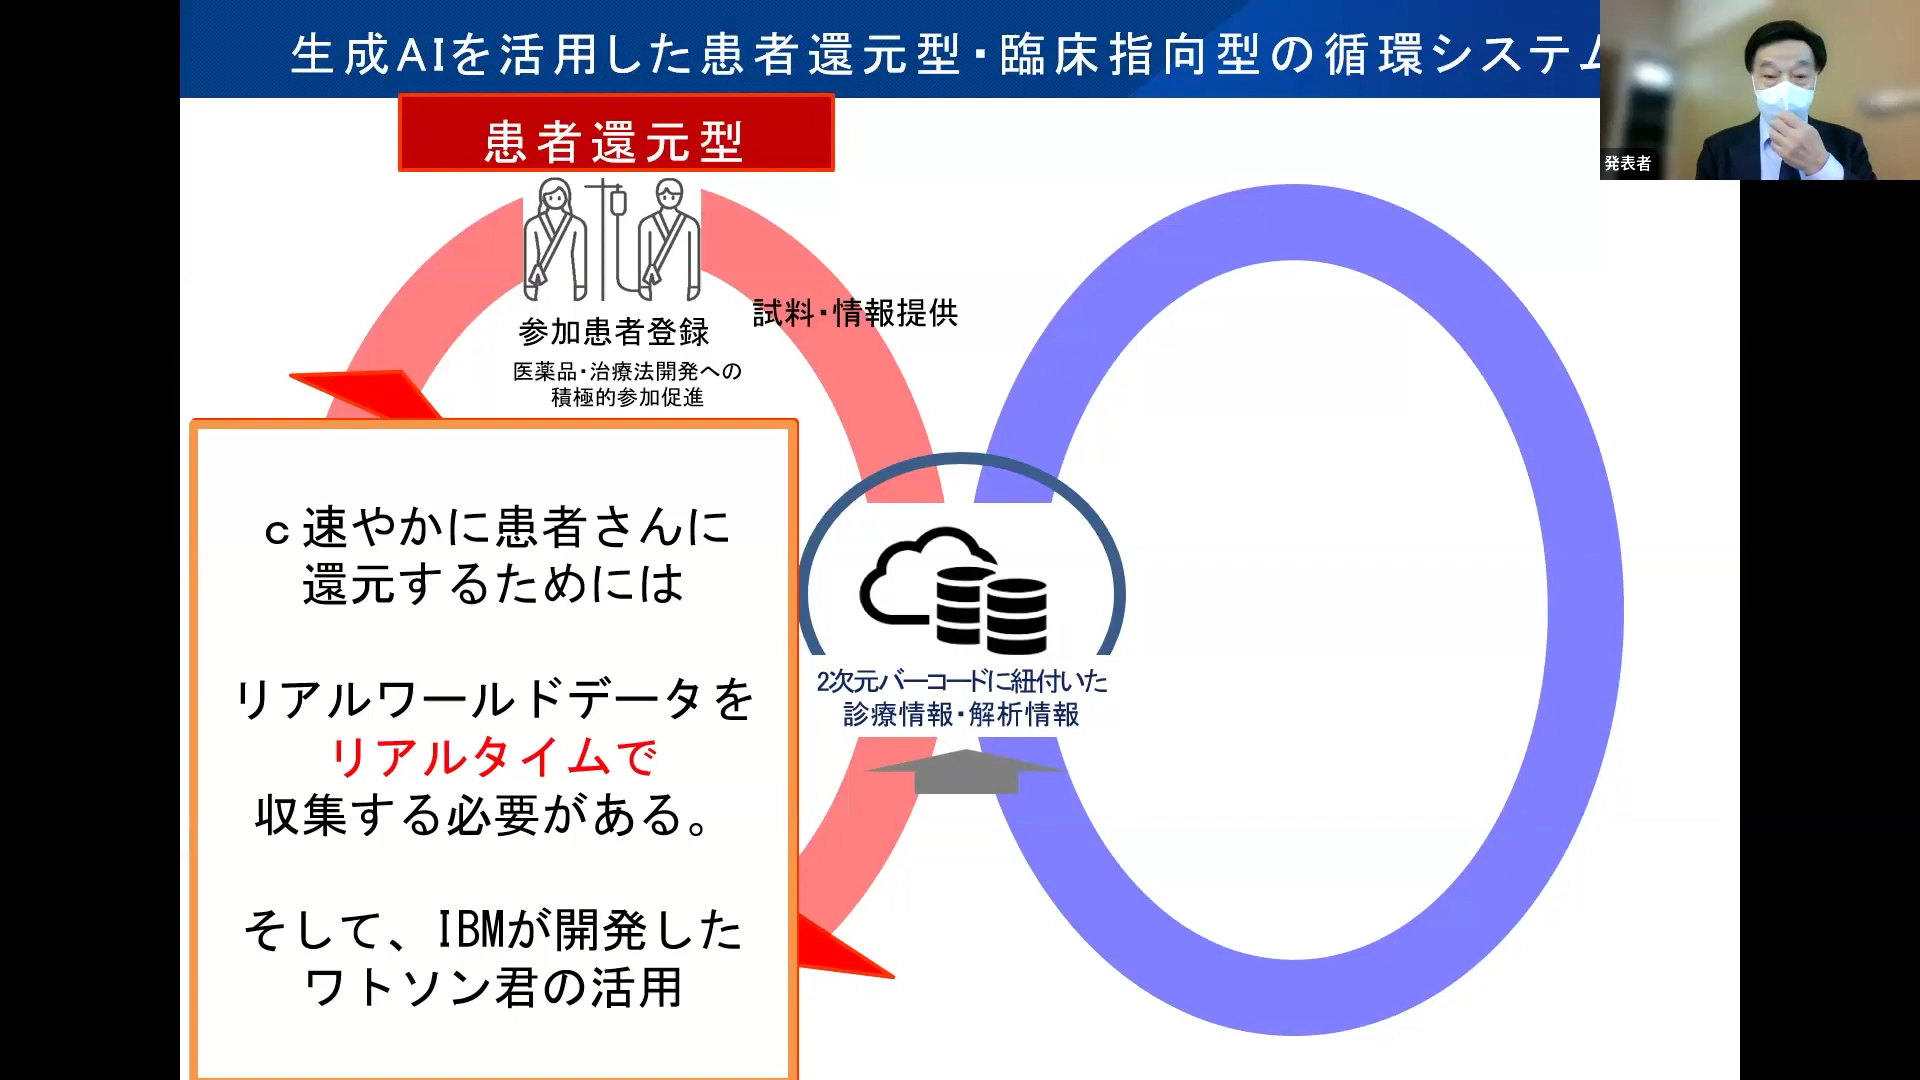 生成AIを活用した患者還元型・臨床指向型の循環システム
発表者
患者還元型
試料・情報提供
参加患者登録
医薬品・治療法開発への
積極的参加促進
c 速やかに患者さんに
還元するためには
リアルワールドデータを
リアルタイムで
収集する必要がある。
そして、IBMが開発した
ワトソン君の活用
2次元バーコードに紐付いた
診療情報・解析情報